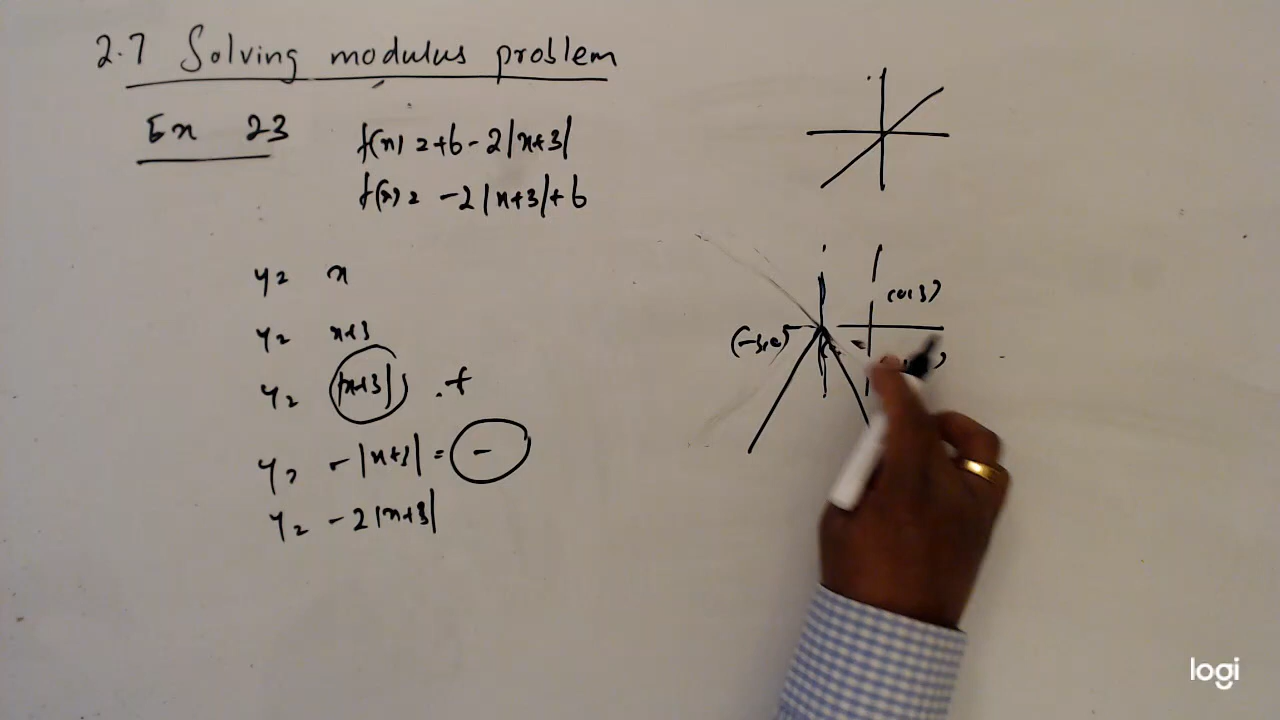 2.7 Solving modulus problem
Ex 23
f(x) = +6 - 2|x+3|
f(x) = -2|x+3|+6
y = x
y = x+3
y = |x+3| . +
y = -|x+3| = -
y = -2|x+3|
(0,3)
(-3,0)
logi